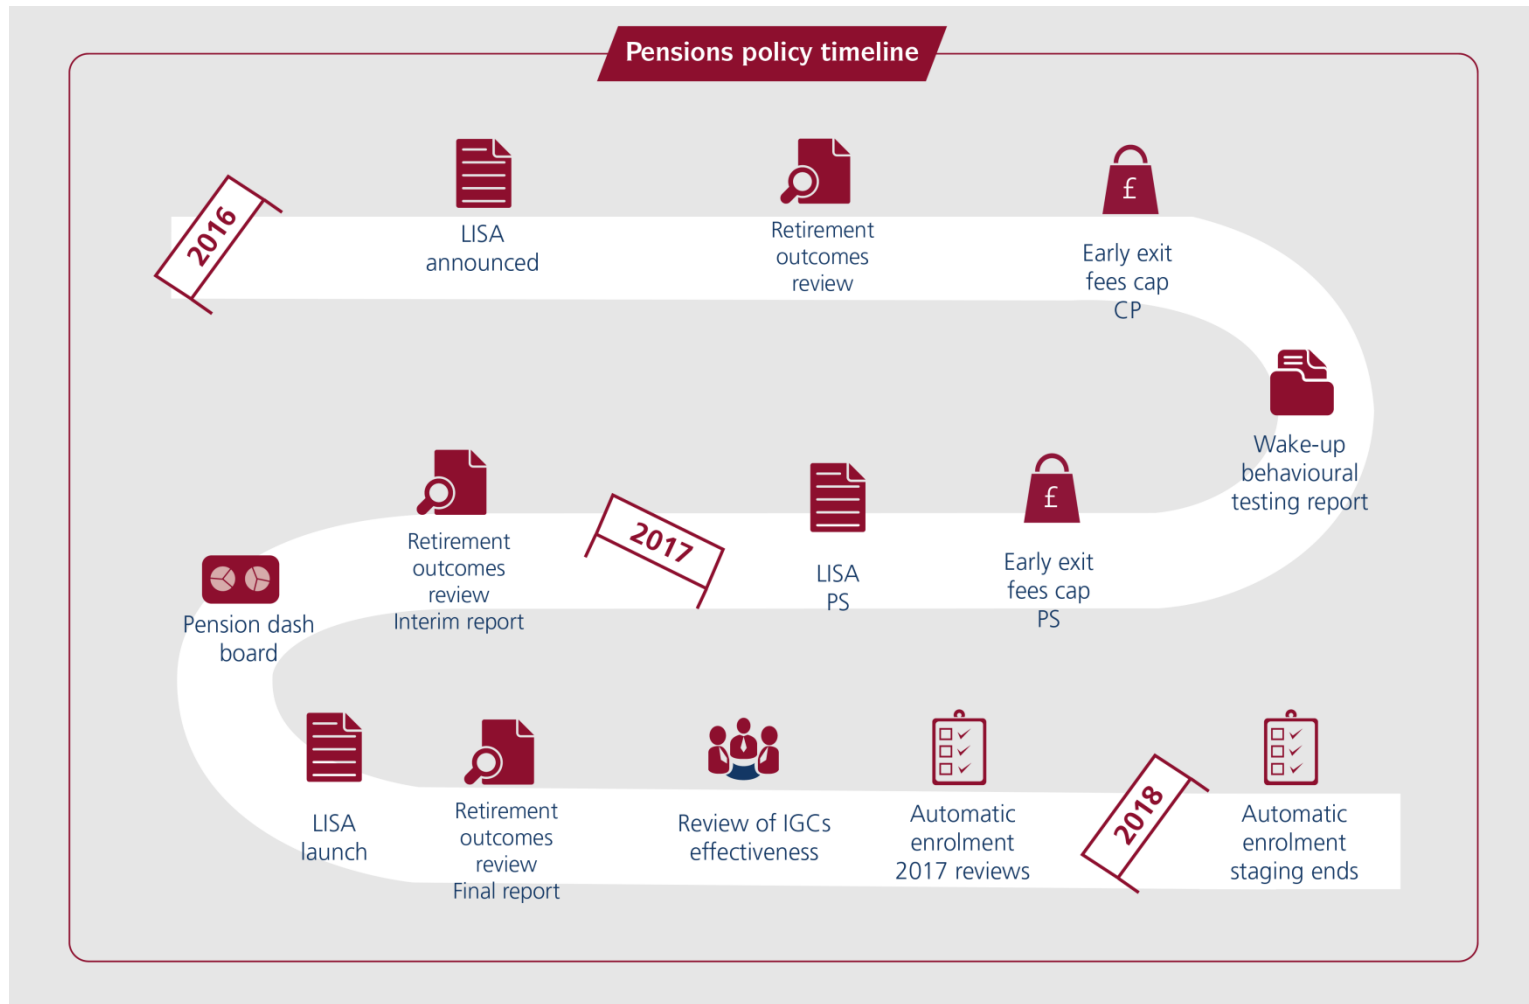 Pensions policy timeline
2016
LISA
announced
Retirement
outcomes
review
£
Early exit
fees cap
CP
Wake-up
behavioural
testing report
£
Early exit
fees cap
PS
LISA
PS
2017
Retirement
outcomes
review
Interim report
Pension dash
board
LISA
launch
Retirement
outcomes
review
Final report
Review of IGCs
effectiveness
Automatic
enrolment
2017 reviews
2018
Automatic
enrolment
staging ends